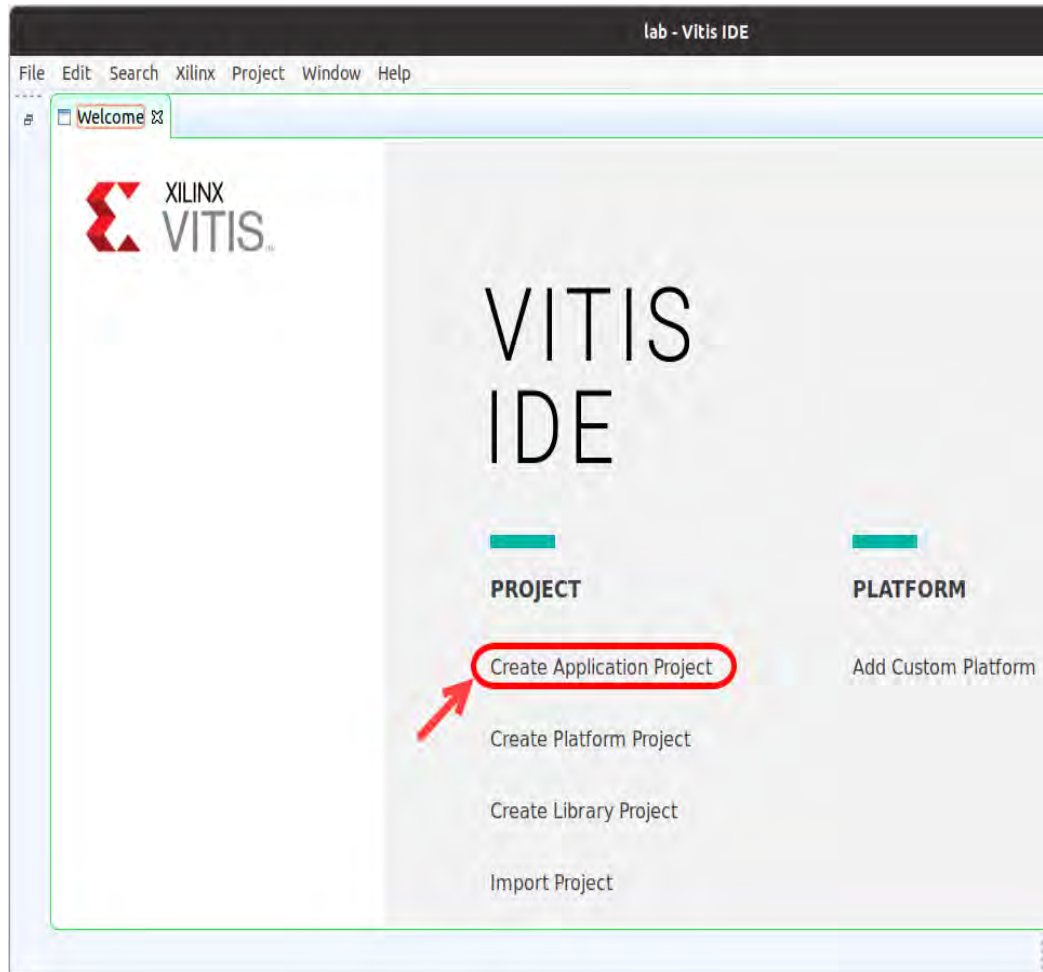 lab - Vitis IDE
File Edit Search Xilinx Project Window Help
Welcome
XILINX
VITIS
VITIS
IDE
PROJECT
PLATFORM
Create Application Project
Add Custom Platform
Create Platform Project
Create Library Project
Import Project